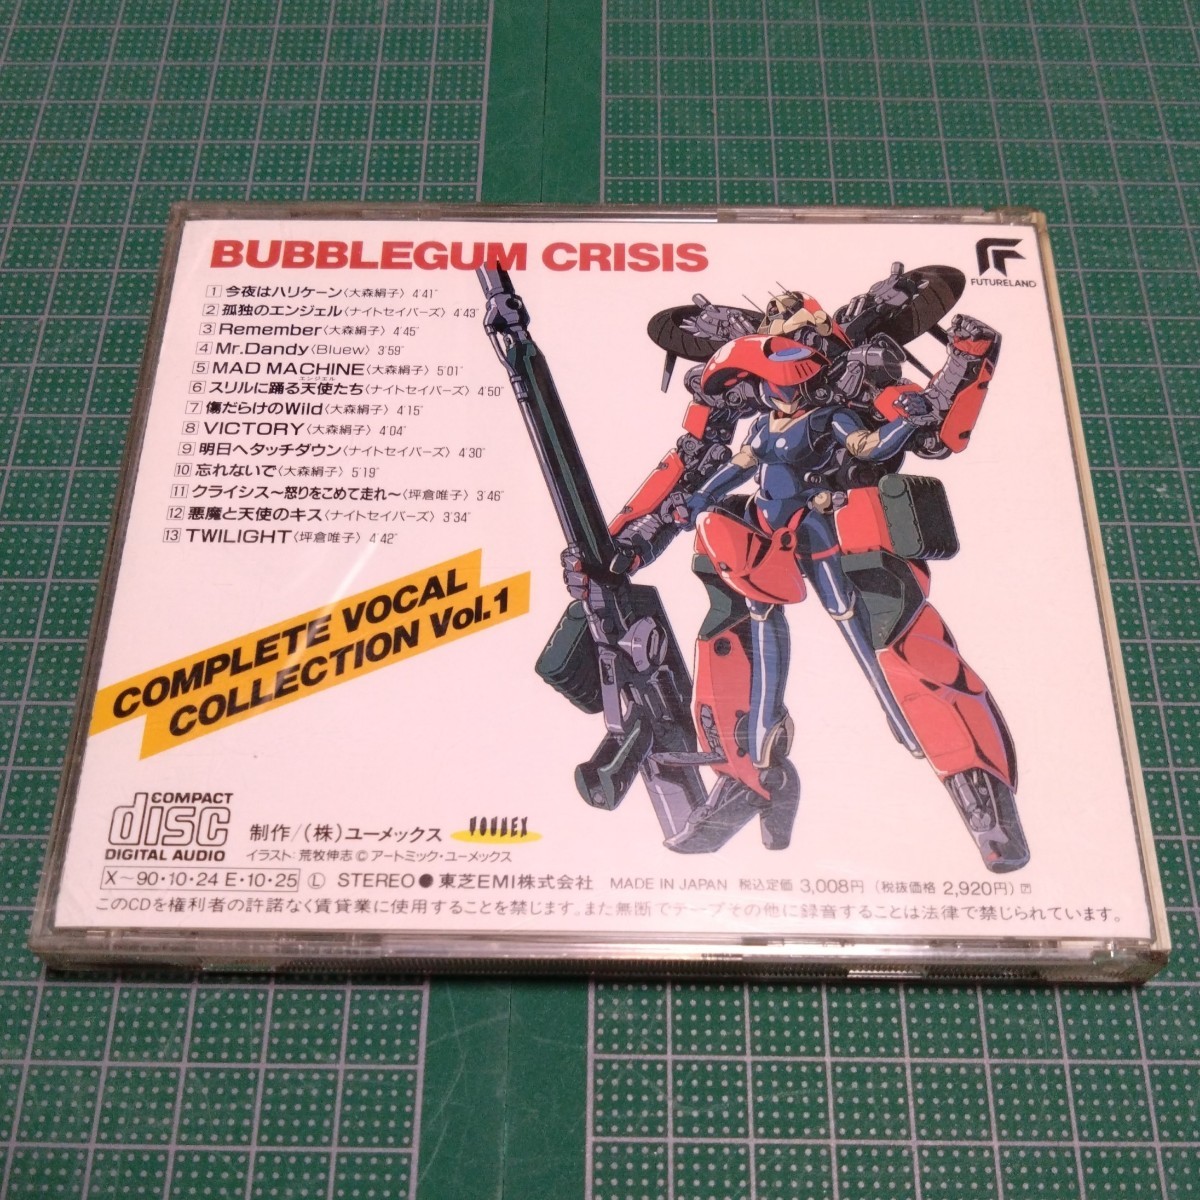 BUBBLEGUM CRISIS
FUTURELAND
1 今夜はハリケーン〈大森絹子〉 4'41"
2 孤独のエンジェル〈ナイトセイバーズ〉 4'43"
3 Remember〈大森絹子〉 4'45"
4 Mr.Dandy〈Bluew〉 3'59"
5 MAD MACHINE〈大森絹子〉 5'01"
エンジェル
6 スリルに踊る天使たち〈ナイトセイバーズ〉 4'50"
7 傷だらけのWild〈大森絹子〉 4'15"
8 VICTORY〈大森絹子〉 4'04"
9 明日へタッチダウン〈ナイトセイバーズ〉 4'30"
10 忘れないで〈大森絹子〉 5'19"
11 クライシス〜怒りをこめて走れ〜〈坪倉唯子〉 3'46"
12 悪魔と天使のキス〈ナイトセイバーズ〉 3'34"
13 TWILIGHT〈坪倉唯子〉 4'42"
COMPLETE VOCAL
COLLECTION Vol.1
COMPACT
disc
DIGITAL AUDIO
制作/(株)ユーメックス
YOUMEX
イラスト:荒牧伸志 © アートミック・ユーメックス
X〜90・10・24 E・10・25 Ⓛ STEREO ● 東芝EMI株式会社 MADE IN JAPAN 税込定価 3,008円 (税抜価格 2,920円)
このCDを権利者の許諾なく賃貸業に使用することを禁じます。また無断でテープその他に録音することは法律で禁じられています。